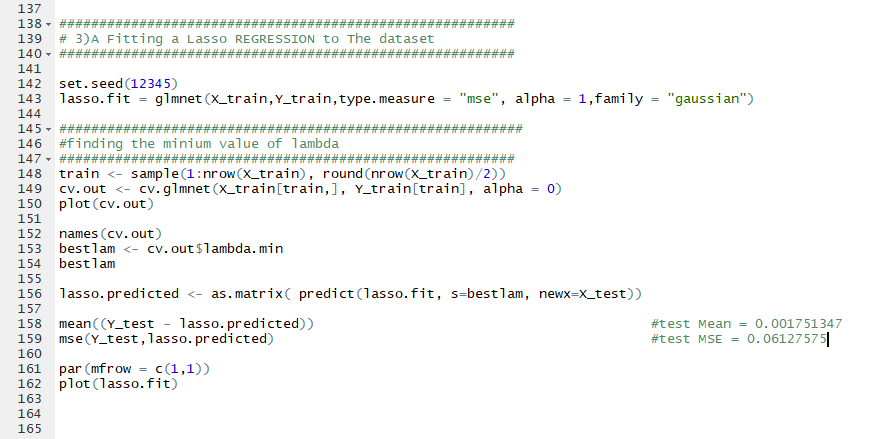 137
138 #########################################################
139 # 3)A Fitting a Lasso REGRESSION to The dataset
140 #########################################################
141
142 set.seed(12345)
143 lasso.fit = glmnet(X_train,Y_train,type.measure = "mse", alpha = 1,family = "gaussian")
144
145 ##########################################################
146 #finding the minium value of lambda
147 #########################################################
148 train <- sample(1:nrow(X_train), round(nrow(X_train)/2))
149 cv.out <- cv.glmnet(X_train[train,], Y_train[train], alpha = 0)
150 plot(cv.out)
151
152 names(cv.out)
153 bestlam <- cv.out$lambda.min
154 bestlam
155
156 lasso.predicted <- as.matrix( predict(lasso.fit, s=bestlam, newx=X_test))
157
158 mean((Y_test - lasso.predicted)) #test Mean = 0.001751347
159 mse(Y_test,lasso.predicted) #test MSE = 0.06127575
160
161 par(mfrow = c(1,1))
162 plot(lasso.fit)
163
164
165